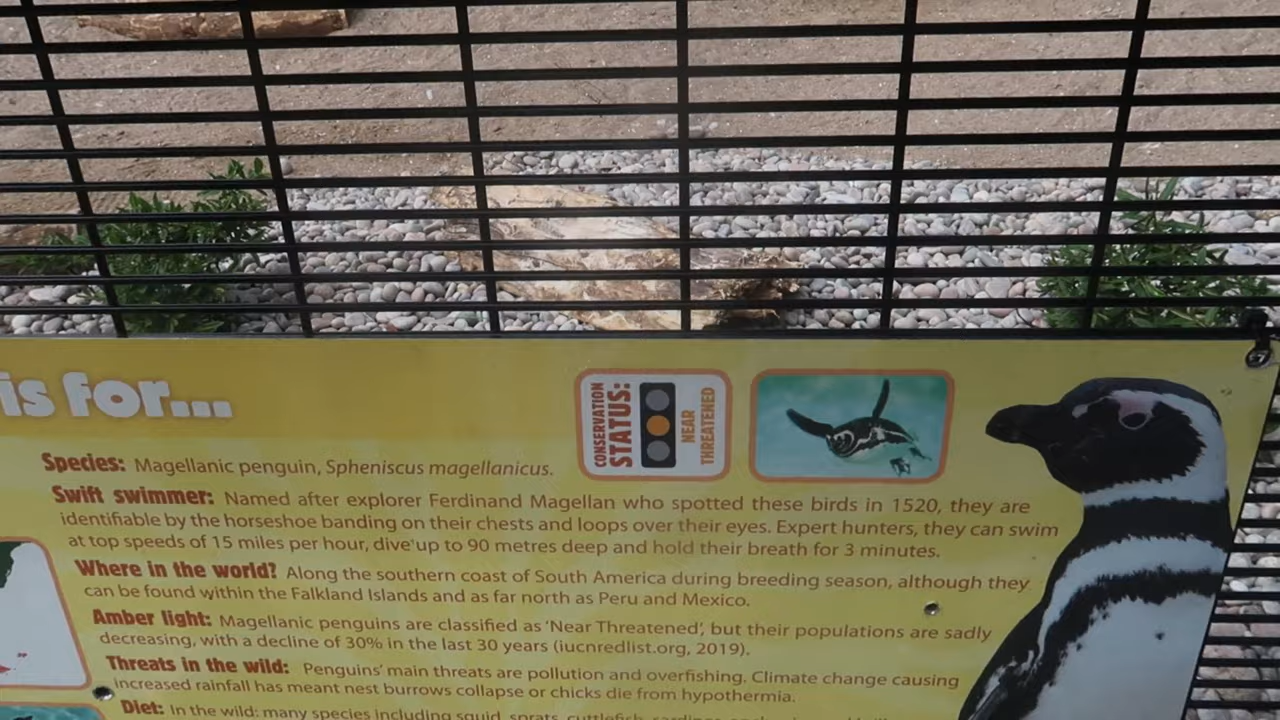 is for...
CONSERVATION
STATUS:
NEAR
THREATENED
Species: Magellanic penguin, Spheniscus magellanicus.
Swift swimmer: Named after explorer Ferdinand Magellan who spotted these birds in 1520, they are
identifiable by the horseshoe banding on their chests and loops over their eyes. Expert hunters, they can swim
at top speeds of 15 miles per hour, dive up to 90 metres deep and hold their breath for 3 minutes.
Where in the world? Along the southern coast of South America during breeding season, although they
can be found within the Falkland Islands and as far north as Peru and Mexico.
Amber light: Magellanic penguins are classified as 'Near Threatened', but their populations are sadly
decreasing, with a decline of 30% in the last 30 years (iucnredlist.org, 2019).
Threats in the wild: Penguins' main threats are pollution and overfishing. Climate change causing
increased rainfall has meant nest burrows collapse or chicks die from hypothermia.
Diet: In the wild: many species including squid, sprats, cuttlefish, sardines